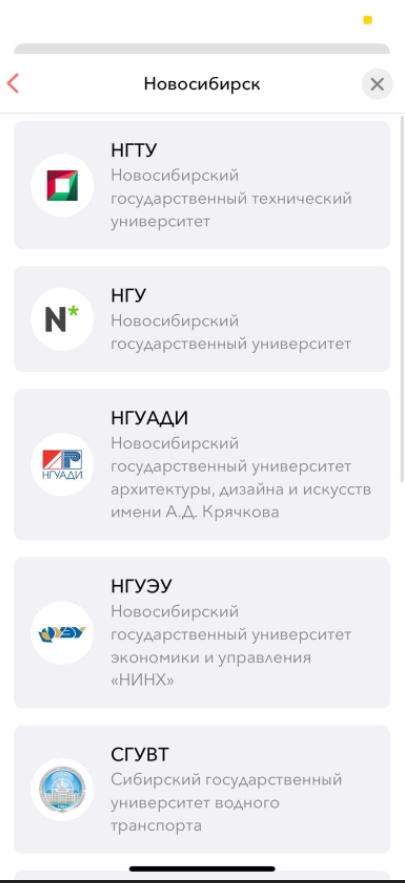 Новосибирск
НГТУ
Новосибирский
государственный технический
университет
НГУ
Новосибирский
государственный университет
N*
НГУАДИ
Новосибирский
государственный университет
архитектуры, дизайна и искусств
имени А.Д. Крячкова
НГУАДИ
НГУЭУ
Новосибирский
государственный университет
экономики и управления
«НИНХ»
СГУВТ
Сибирский государственный
университет водного
транспорта